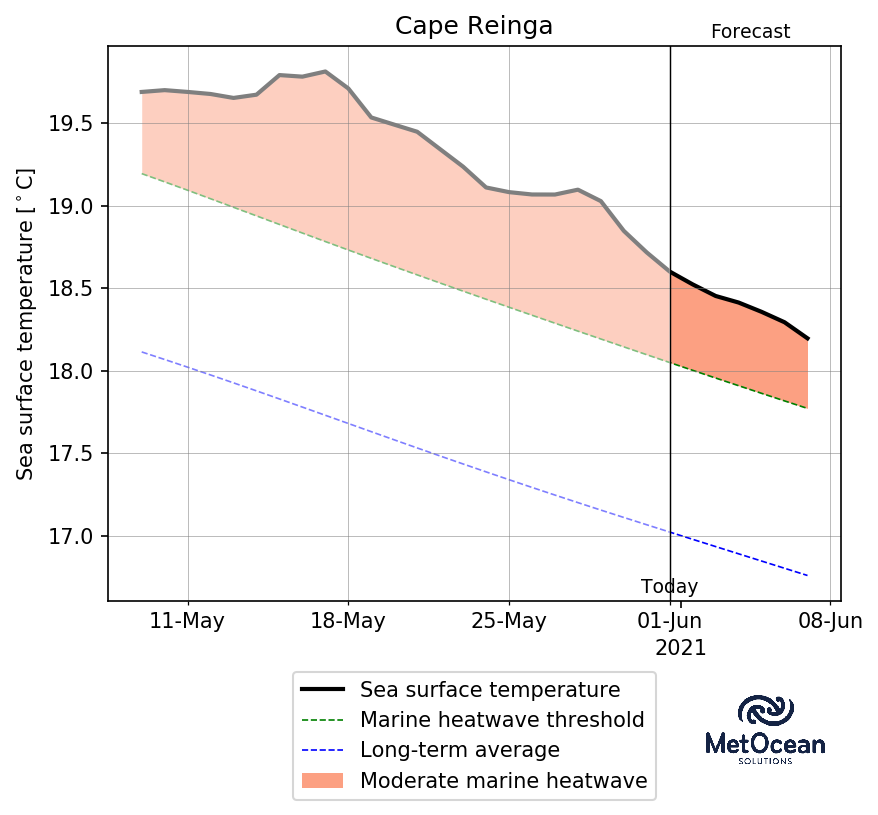 Cape Reinga
Forecast
Sea surface temperature [°C]
19.5
19.0
18.5
18.0
17.5
17.0
Today
11-May 18-May 25-May 01-Jun 08-Jun
2021
Sea surface temperature
Marine heatwave threshold
Long-term average
Moderate marine heatwave
MetOcean
SOLUTIONS